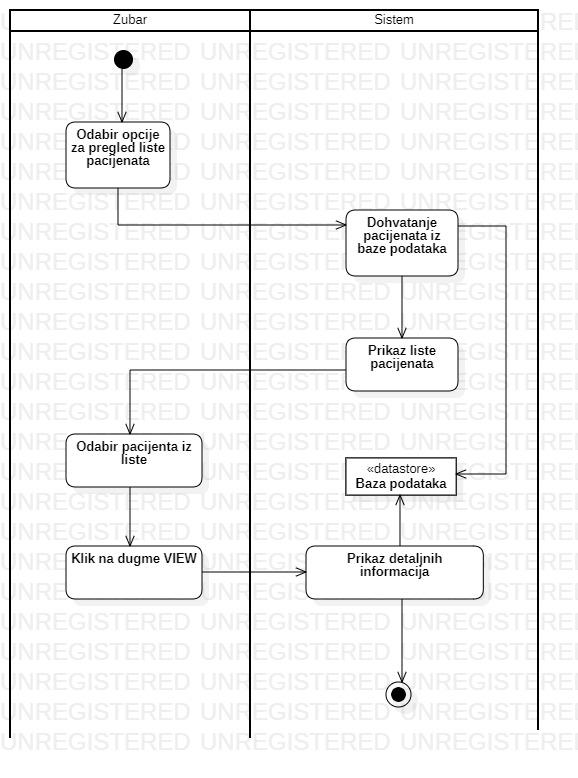 Zubar
Sistem
Odabir opcije
za pregled liste
pacijenata
Dohvatanje
pacijenata iz
baze podataka
Prikaz liste
pacijenata
Odabir pacijenta iz
liste
«datastore»
Baza podataka
Klik na dugme VIEW
Prikaz detaljnih
informacija
UNREGISTERED